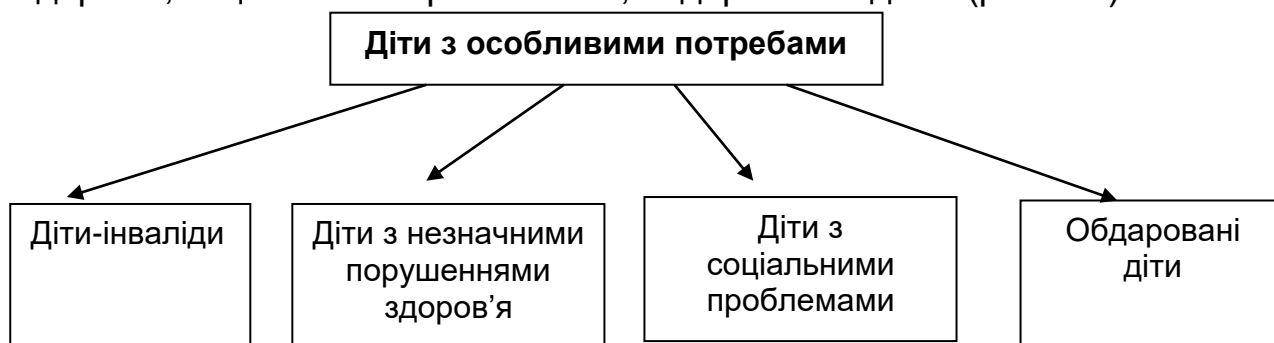 Діти з особливими потребами
Діти-інваліди
Діти з незначними
порушеннями
здоров’я
Діти з
соціальними
проблемами
Обдаровані
діти